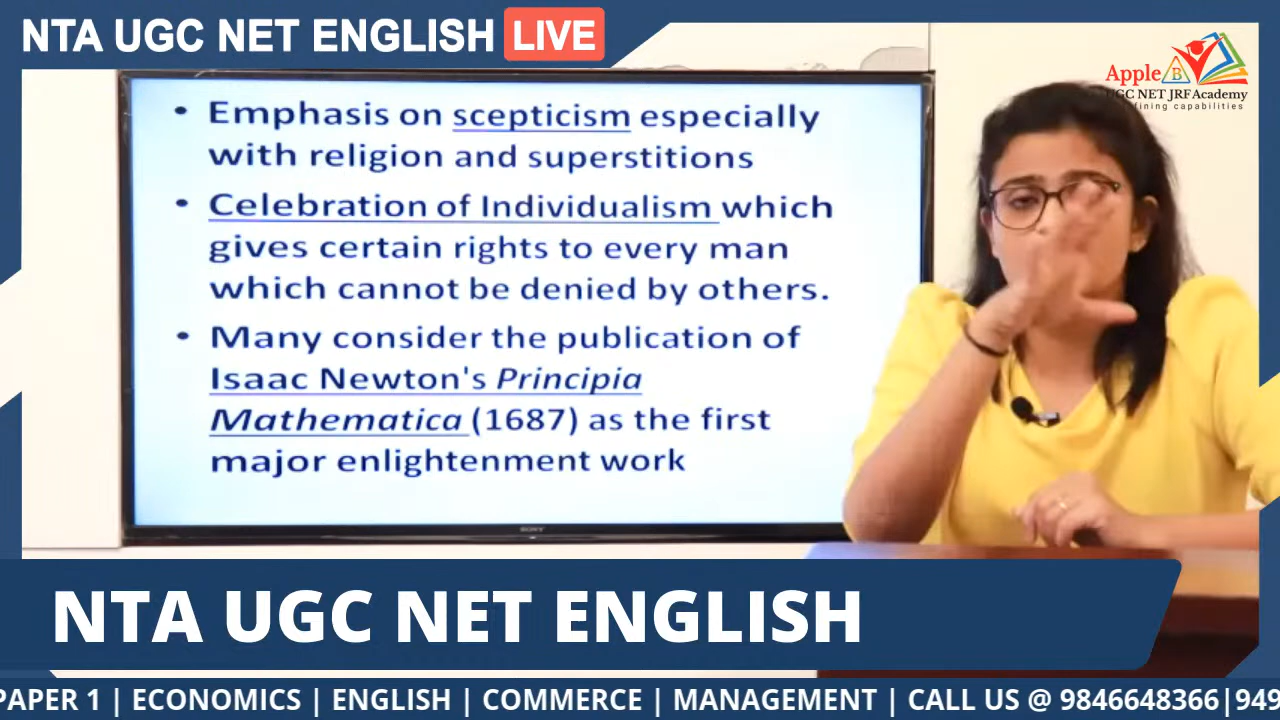 NTA UGC NET ENGLISH LIVE
Apple B
UGC NET JRF Academy
fining capabilities
• Emphasis on scepticism especially
with religion and superstitions
• Celebration of Individualism which
gives certain rights to every man
which cannot be denied by others.
• Many consider the publication of
Isaac Newton's Principia
Mathematica (1687) as the first
major enlightenment work
SONY
NTA UGC NET ENGLISH
PAPER 1 | ECONOMICS | ENGLISH | COMMERCE | MANAGEMENT | CALL US @ 9846648366|949